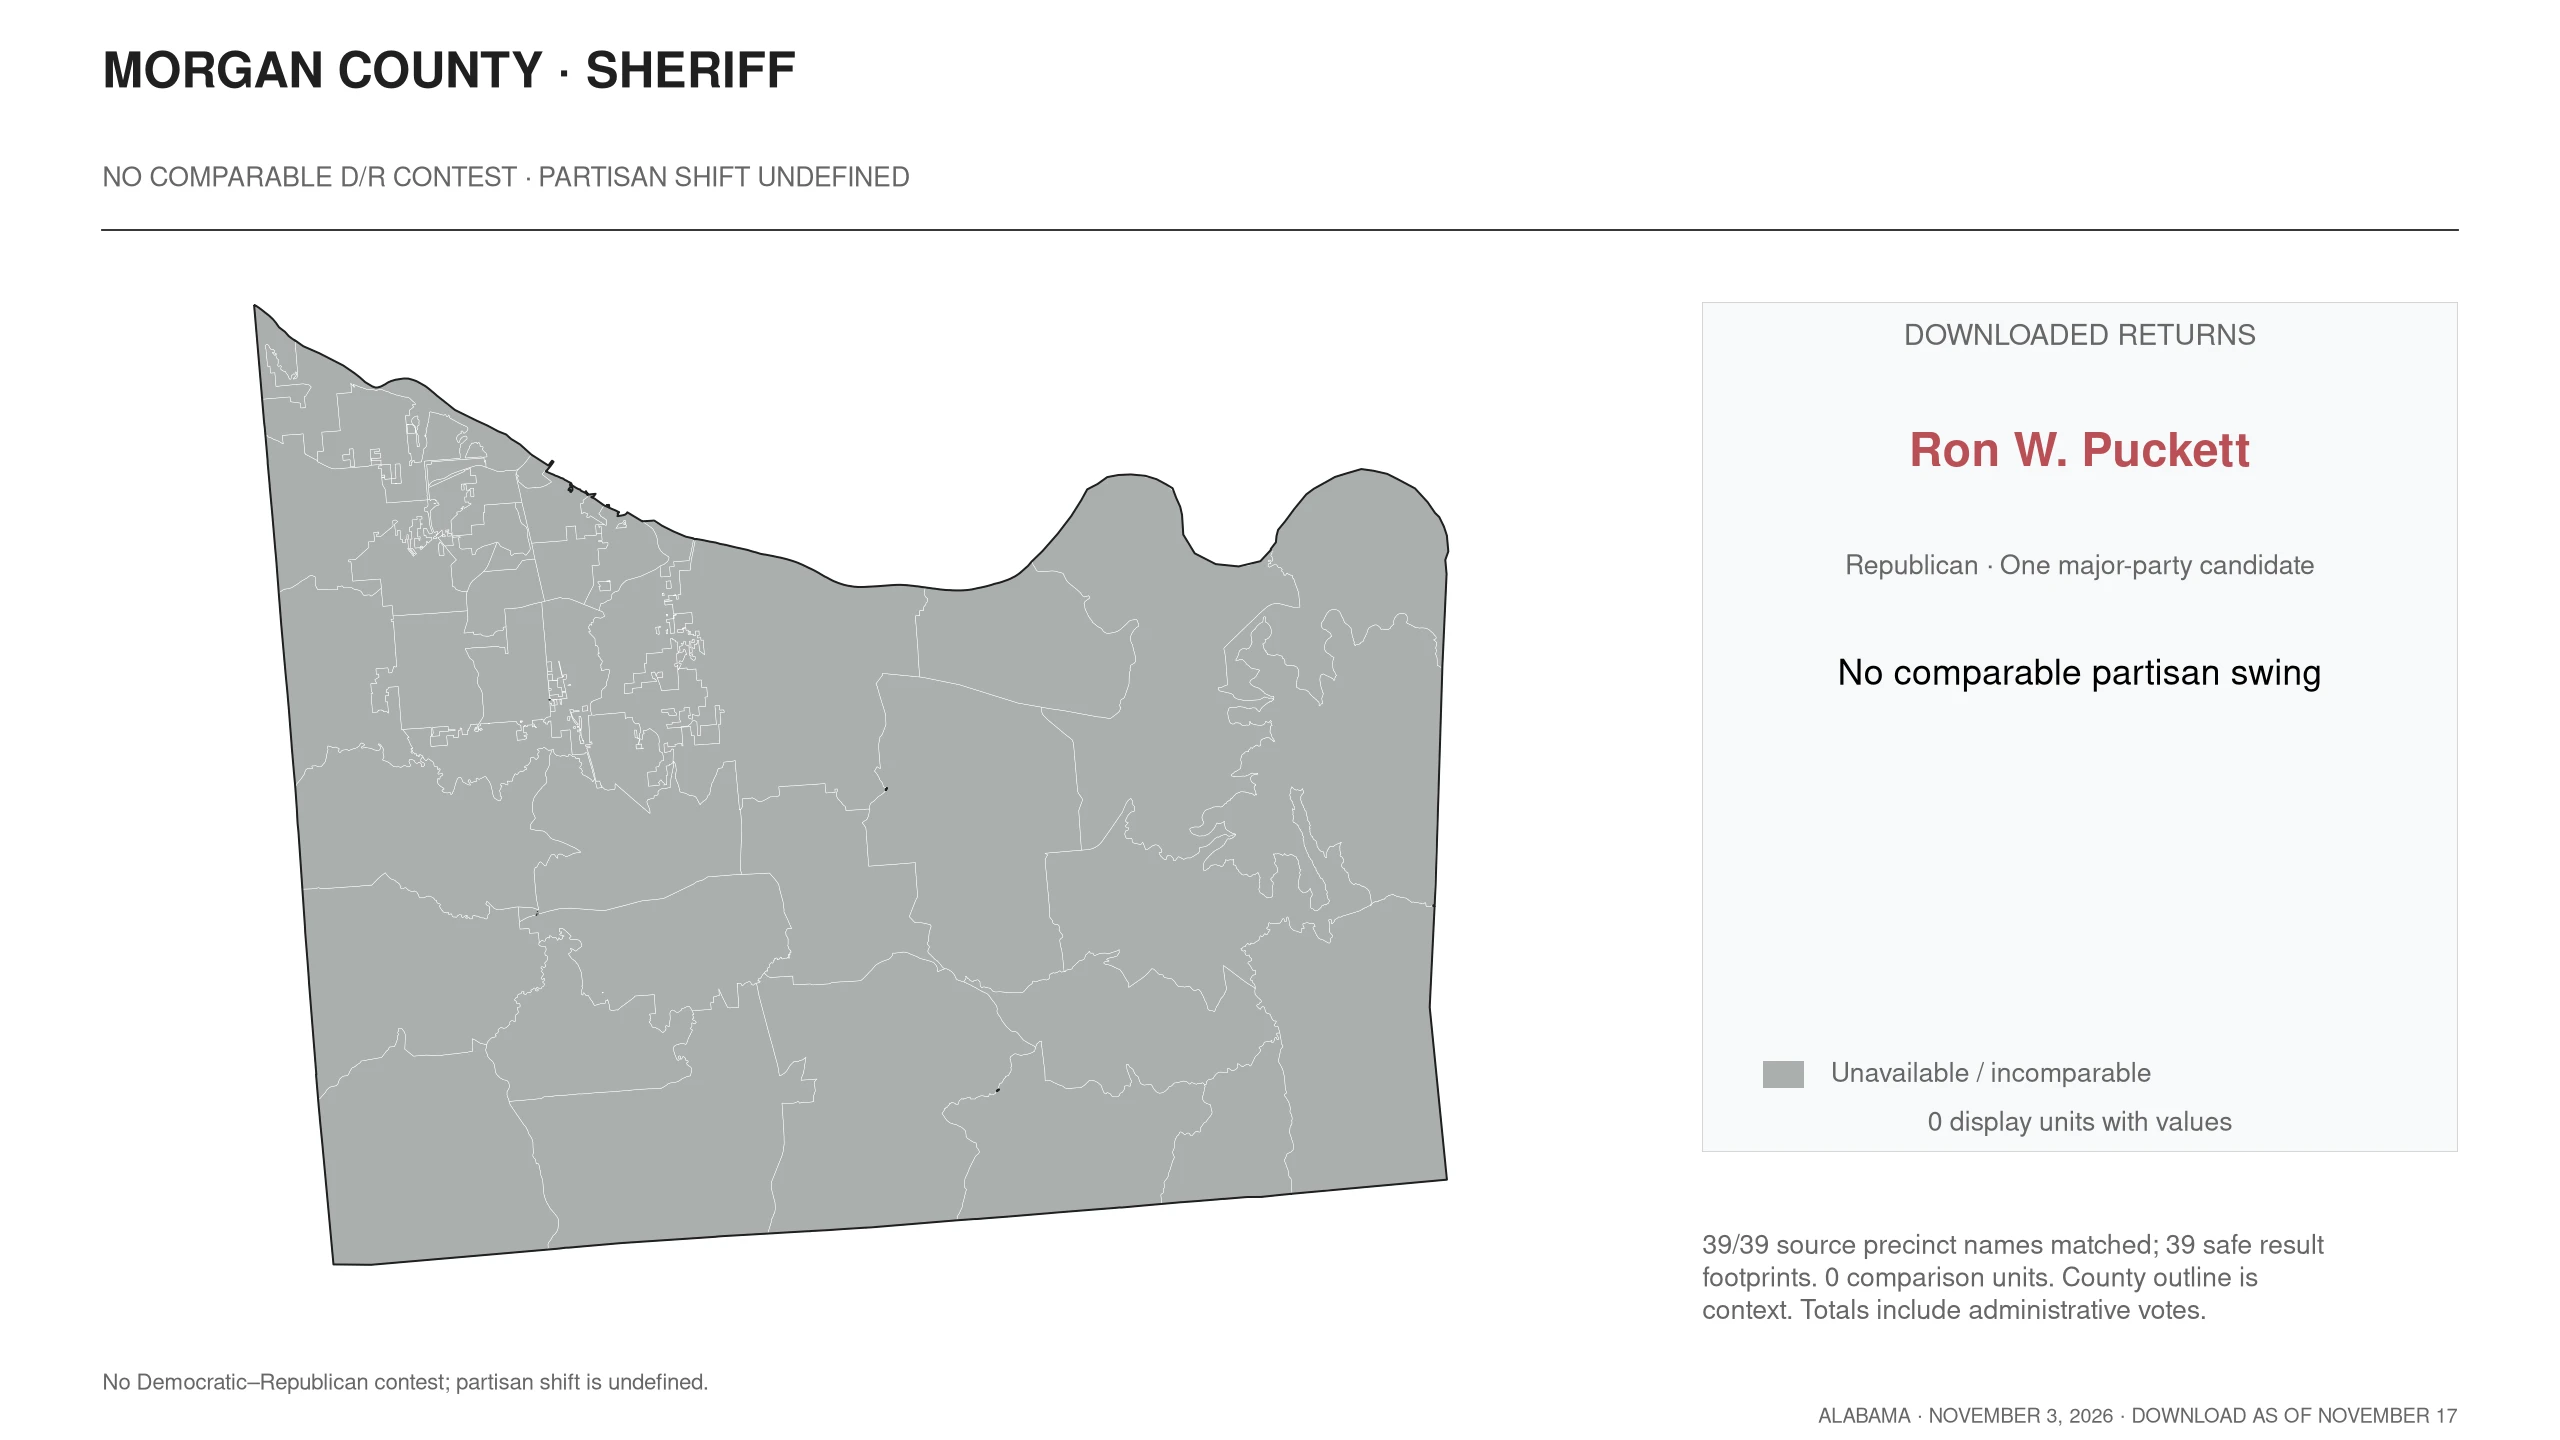 MORGAN COUNTY · SHERIFF
NO COMPARABLE D/R CONTEST · PARTISAN SHIFT UNDEFINED
DOWNLOADED RETURNS
Ron W. Puckett
Republican · One major-party candidate
No comparable partisan swing
Unavailable / incomparable
0 display units with values
39/39 source precinct names matched; 39 safe result
footprints. 0 comparison units. County outline is
context. Totals include administrative votes.
No Democratic–Republican contest; partisan shift is undefined.
ALABAMA · NOVEMBER 3, 2026 · DOWNLOAD AS OF NOVEMBER 17